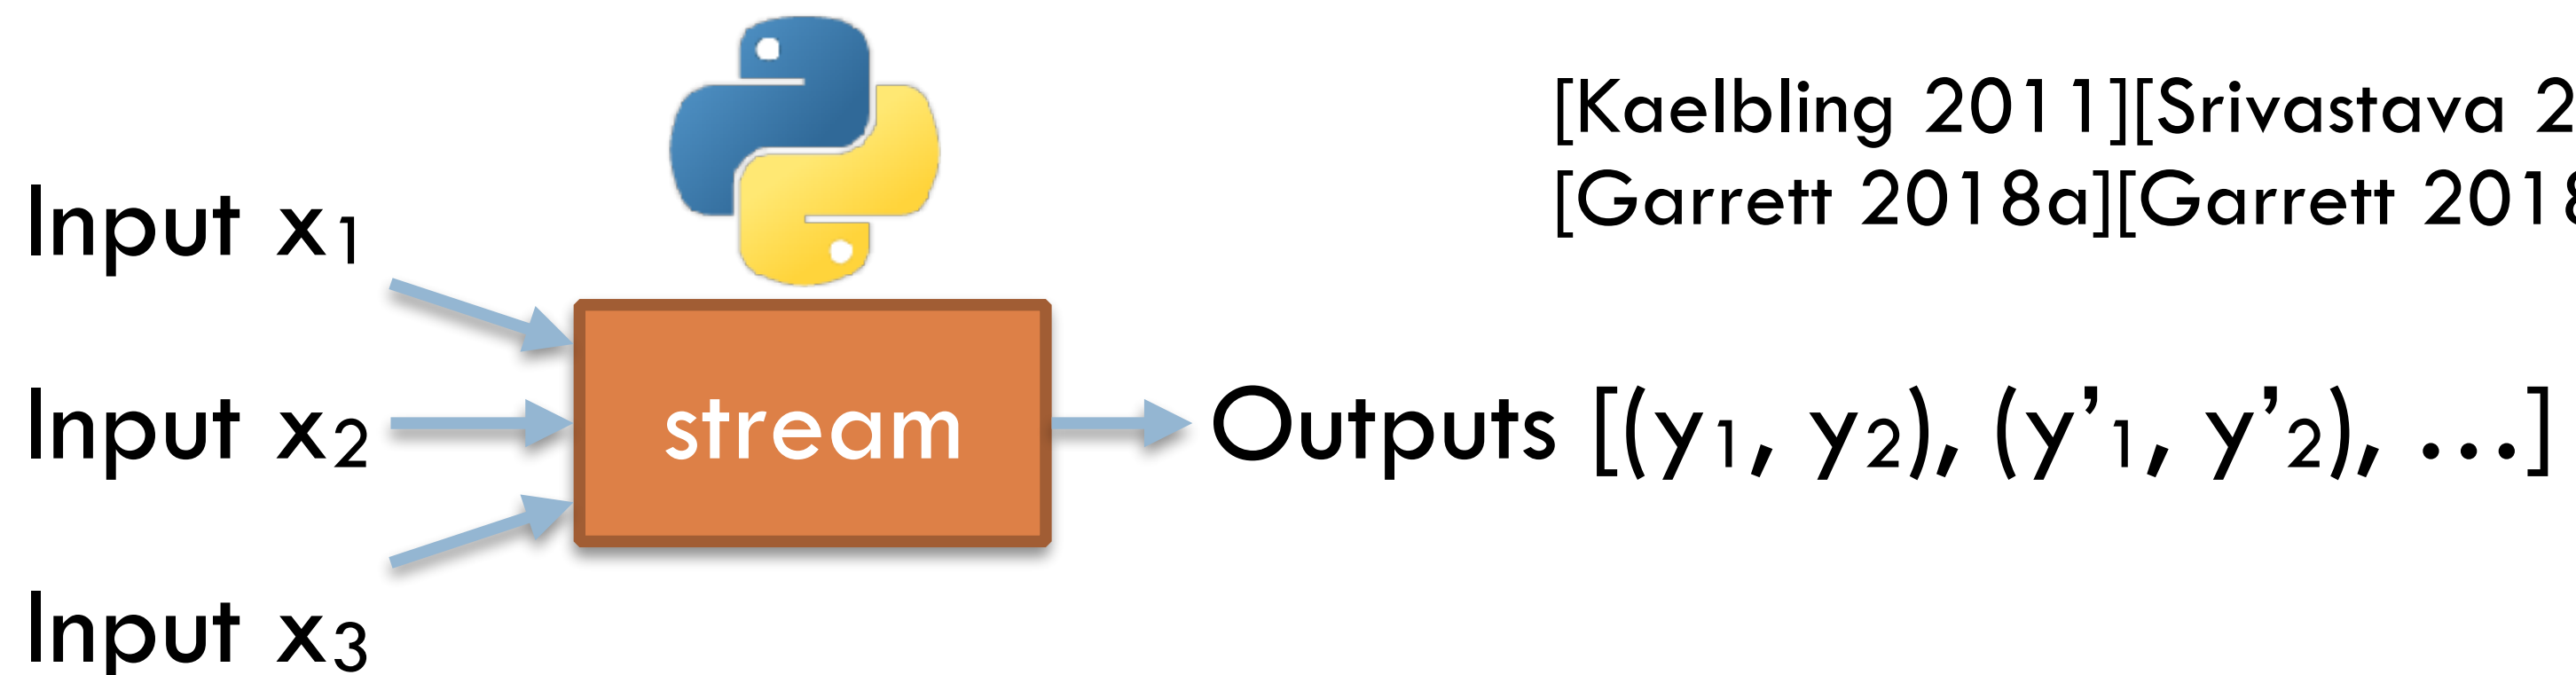 [Kaelbling 2011][Srivastava 2
[Garrett 2018a][Garrett 2018
Input x₁
Input x₂
stream
Outputs [(y₁, y₂), (y’₁, y’₂), …]
Input x₃